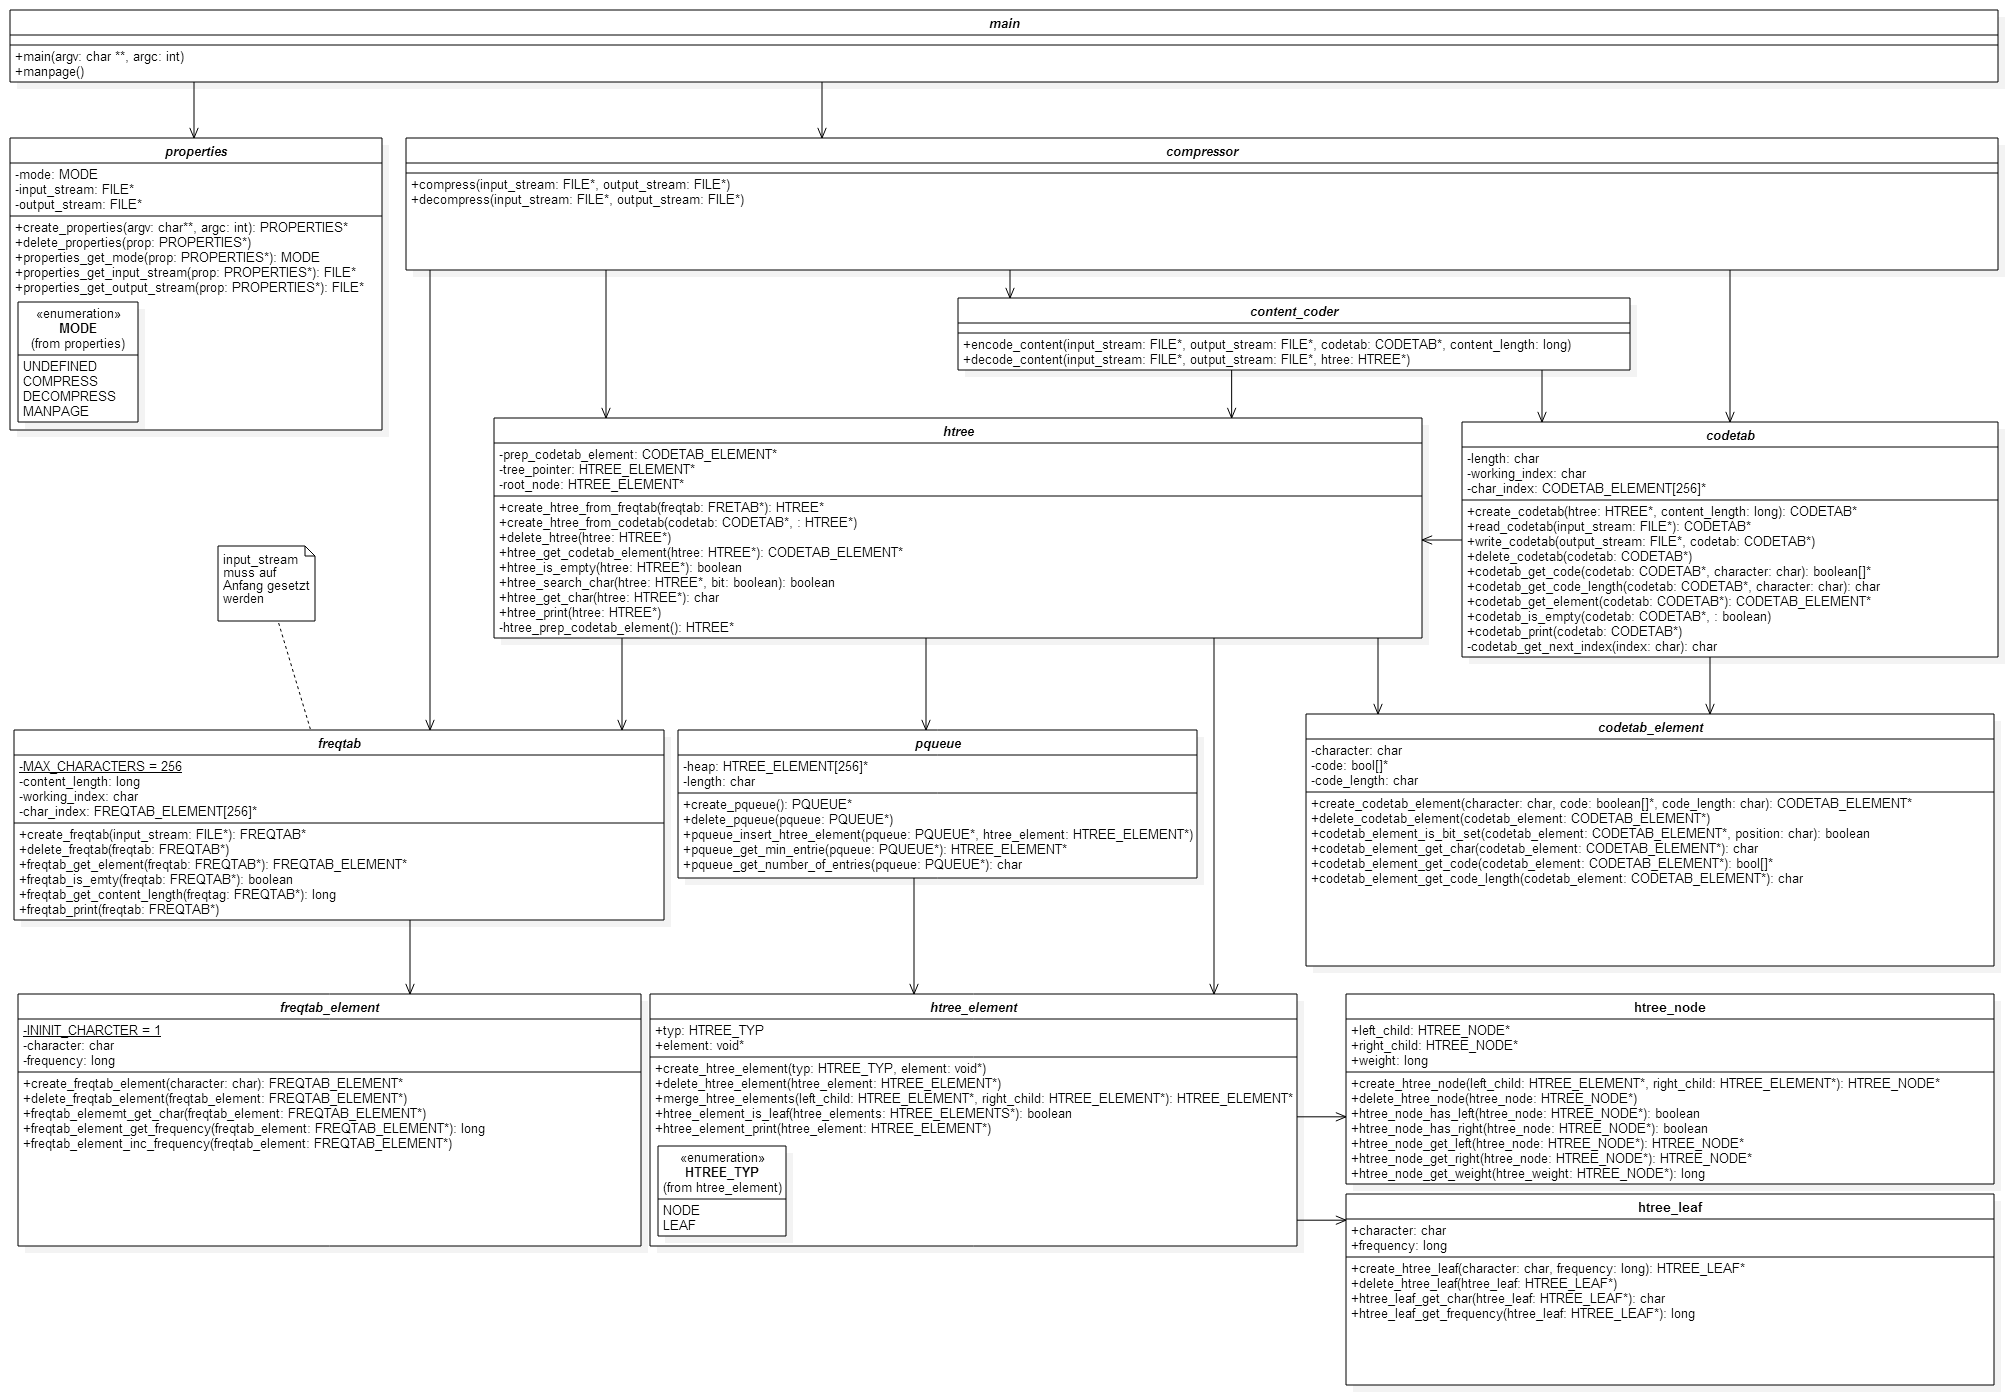 main
+main(argv: char **, argc: int)
+manpage()
properties
-mode: MODE
-input_stream: FILE*
-output_stream: FILE*
+create_properties(argv: char**, argc: int): PROPERTIES*
+delete_properties(prop: PROPERTIES*)
+properties_get_mode(prop: PROPERTIES*): MODE
+properties_get_input_stream(prop: PROPERTIES*): FILE*
+properties_get_output_stream(prop: PROPERTIES*): FILE*
«enumeration»
MODE
(from properties)
UNDEFINED
COMPRESS
DECOMPRESS
MANPAGE
compressor
+compress(input_stream: FILE*, output_stream: FILE*)
+decompress(input_stream: FILE*, output_stream: FILE*)
content_coder
+encode_content(input_stream: FILE*, output_stream: FILE*, codetab: CODETAB*, content_length: long)
+decode_content(input_stream: FILE*, output_stream: FILE*, htree: HTREE*)
htree
-prep_codetab_element: CODETAB_ELEMENT*
-tree_pointer: HTREE_ELEMENT*
-root_node: HTREE_ELEMENT*
+create_htree_from_freqtab(freqtab: FRETAB*): HTREE*
+create_htree_from_codetab(codetab: CODETAB*, : HTREE*)
+delete_htree(htree: HTREE*)
+htree_get_codetab_element(htree: HTREE*): CODETAB_ELEMENT*
+htree_is_empty(htree: HTREE*): boolean
+htree_search_char(htree: HTREE*, bit: boolean): boolean
+htree_get_char(htree: HTREE*): char
+htree_print(htree: HTREE*)
-htree_prep_codetab_element(): HTREE*
codetab
-length: char
-working_index: char
-char_index: CODETAB_ELEMENT[256]*
+create_codetab(htree: HTREE*, content_length: long): CODETAB*
+read_codetab(input_stream: FILE*): CODETAB*
+write_codetab(output_stream: FILE*, codetab: CODETAB*)
+delete_codetab(codetab: CODETAB*)
+codetab_get_code(codetab: CODETAB*, character: char): boolean[]*
+codetab_get_code_length(codetab: CODETAB*, character: char): char
+codetab_get_element(codetab: CODETAB*): CODETAB_ELEMENT*
+codetab_is_empty(codetab: CODETAB*, : boolean)
+codetab_print(codetab: CODETAB*)
-codetab_get_next_index(index: char): char
input_stream
muss auf
Anfang gesetzt
werden
freqtab
-MAX_CHARACTERS = 256
-content_length: long
-working_index: char
-char_index: FREQTAB_ELEMENT[256]*
+create_freqtab(input_stream: FILE*): FREQTAB*
+delete_freqtab(freqtab: FREQTAB*)
+freqtab_get_element(freqtab: FREQTAB*): FREQTAB_ELEMENT*
+freqtab_is_emty(freqtab: FREQTAB*): boolean
+freqtab_get_content_length(freqtag: FREQTAB*): long
+freqtab_print(freqtab: FREQTAB*)
pqueue
-heap: HTREE_ELEMENT[256]*
-length: char
+create_pqueue(): PQUEUE*
+delete_pqueue(pqueue: PQUEUE*)
+pqueue_insert_htree_element(pqueue: PQUEUE*, htree_element: HTREE_ELEMENT*)
+pqueue_get_min_entrie(pqueue: PQUEUE*): HTREE_ELEMENT*
+pqueue_get_number_of_entries(pqueue: PQUEUE*): char
codetab_element
-character: char
-code: bool[]*
-code_length: char
+create_codetab_element(character: char, code: boolean[]*, code_length: char): CODETAB_ELEMENT*
+delete_codetab_element(codetab_element: CODETAB_ELEMENT*)
+codetab_element_is_bit_set(codetab_element: CODETAB_ELEMENT*, position: char): boolean
+codetab_element_get_char(codetab_element: CODETAB_ELEMENT*): char
+codetab_element_get_code(codetab_element: CODETAB_ELEMENT*): bool[]*
+codetab_element_get_code_length(codetab_element: CODETAB_ELEMENT*): char
freqtab_element
-ININIT_CHARCTER = 1
-character: char
-frequency: long
+create_freqtab_element(character: char): FREQTAB_ELEMENT*
+delete_freqtab_element(freqtab_element: FREQTAB_ELEMENT*)
+freqtab_element_get_char(freqtab_element: FREQTAB_ELEMENT*)
+freqtab_element_get_frequency(freqtab_element: FREQTAB_ELEMENT*): long
+freqtab_element_inc_frequency(freqtab_element: FREQTAB_ELEMENT*)
htree_element
+typ: HTREE_TYP
+element: void*
+create_htree_element(typ: HTREE_TYP, element: void*)
+delete_htree_element(htree_element: HTREE_ELEMENT*)
+merge_htree_elements(left_child: HTREE_ELEMENT*, right_child: HTREE_ELEMENT*): HTREE_ELEMENT*
+htree_element_is_leaf(htree_elements: HTREE_ELEMENTS*): boolean
+htree_element_print(htree_element: HTREE_ELEMENT*)
«enumeration»
HTREE_TYP
(from htree_element)
NODE
LEAF
htree_node
+left_child: HTREE_NODE*
+right_child: HTREE_NODE*
+weight: long
+create_htree_node(left_child: HTREE_ELEMENT*, right_child: HTREE_ELEMENT*): HTREE_NODE*
+delete_htree_node(htree_node: HTREE_NODE*)
+htree_node_has_left(htree_node: HTREE_NODE*): boolean
+htree_node_has_right(htree_node: HTREE_NODE*): boolean
+htree_node_get_left(htree_node: HTREE_NODE*): HTREE_NODE*
+htree_node_get_right(htree_node: HTREE_NODE*): HTREE_NODE*
+htree_node_get_weight(htree_weight: HTREE_NODE*): long
htree_leaf
+character: char
+frequency: long
+create_htree_leaf(character: char, frequency: long): HTREE_LEAF*
+delete_htree_leaf(htree_leaf: HTREE_LEAF*)
+htree_leaf_get_char(htree_leaf: HTREE_LEAF*): char
+htree_leaf_get_frequency(htree_leaf: HTREE_LEAF*): long